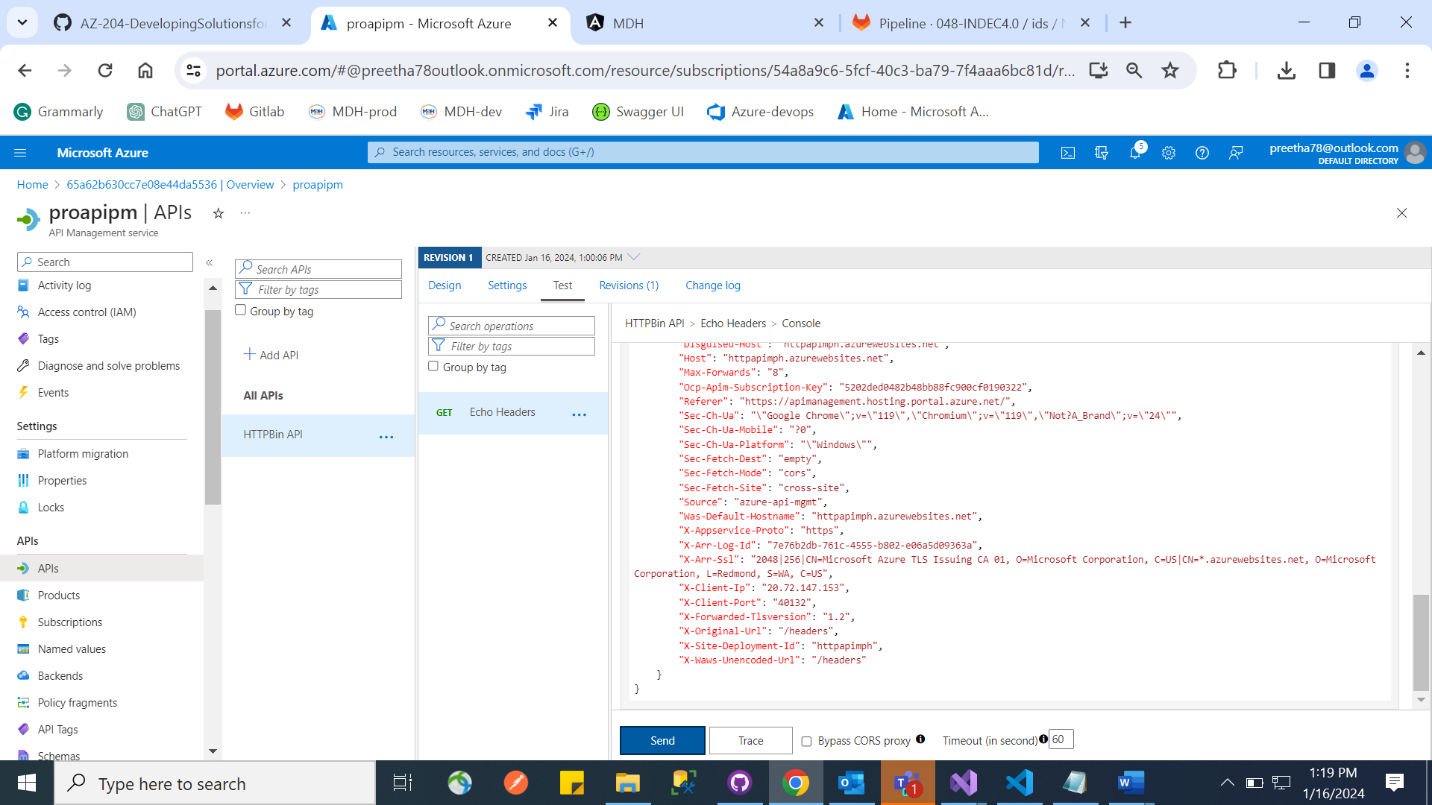 AZ-204-DevelopingSolutionsfor
proapipm - Microsoft Azure
MDH
Pipeline · 048-INDEC4.0 / ids / N
portal.azure.com/#@preetha78outlook.onmicrosoft.com/resource/subscriptions/54a8a9c6-5fcf-40c3-ba79-7f4aaa6bc81d/r...
Grammarly
ChatGPT
Gitlab
MDH-prod
MDH-dev
Jira
Swagger UI
Azure-devops
Home - Microsoft A...
Microsoft Azure
Search resources, services, and docs (G+/)
5
preetha78@outlook.com
DEFAULT DIRECTORY
Home > 65a62b630cc7e08e44da5536 | Overview > proapipm
proapipm | APIs
API Management service
Search
Activity log
Access control (IAM)
Tags
Diagnose and solve problems
Events
Settings
Platform migration
Properties
Locks
APIs
APIs
Products
Subscriptions
Named values
Backends
Policy fragments
API Tags
Schemas
Search APIs
Filter by tags
Group by tag
Add API
All APIs
HTTPBin API
REVISION 1
CREATED Jan 16, 2024, 1:00:06 PM
Design
Settings
Test
Revisions (1)
Change log
Search operations
Filter by tags
Group by tag
GET Echo Headers
HTTPBin API > Echo Headers > Console
"Disguised-Host": "httpapimph.azurewebsites.net",
"Host": "httpapimph.azurewebsites.net",
"Max-Forwards": "8",
"Ocp-Apim-Subscription-Key": "5202ded0482b48bb88fc900cf0190322",
"Referer": "https://apimanagement.hosting.portal.azure.net/",
"Sec-Ch-Ua": "\"Google Chrome\";v=\"119\",\"Chromium\";v=\"119\",\"Not?A_Brand\";v=\"24\"",
"Sec-Ch-Ua-Mobile": "?0",
"Sec-Ch-Ua-Platform": "\"Windows\"",
"Sec-Fetch-Dest": "empty",
"Sec-Fetch-Mode": "cors",
"Sec-Fetch-Site": "cross-site",
"Source": "azure-api-mgmt",
"Was-Default-Hostname": "httpapimph.azurewebsites.net",
"X-Appservice-Proto": "https",
"X-Arr-Log-Id": "7e76b2db-761c-4555-b802-e06a5d09363a",
"X-Arr-Ssl": "2048|256|CN=Microsoft Azure TLS Issuing CA 01, O=Microsoft Corporation, C=US|CN=*.azurewebsites.net, O=Microsoft
Corporation, L=Redmond, S=WA, C=US",
"X-Client-Ip": "20.72.147.153",
"X-Client-Port": "40132",
"X-Forwarded-Tlsversion": "1.2",
"X-Original-Url": "/headers",
"X-Site-Deployment-Id": "httpapimph",
"X-Waws-Unencoded-Url": "/headers"
}
}
Send
Trace
Bypass CORS proxy
Timeout (in second)
60
Type here to search
1
1:19 PM
1/16/2024